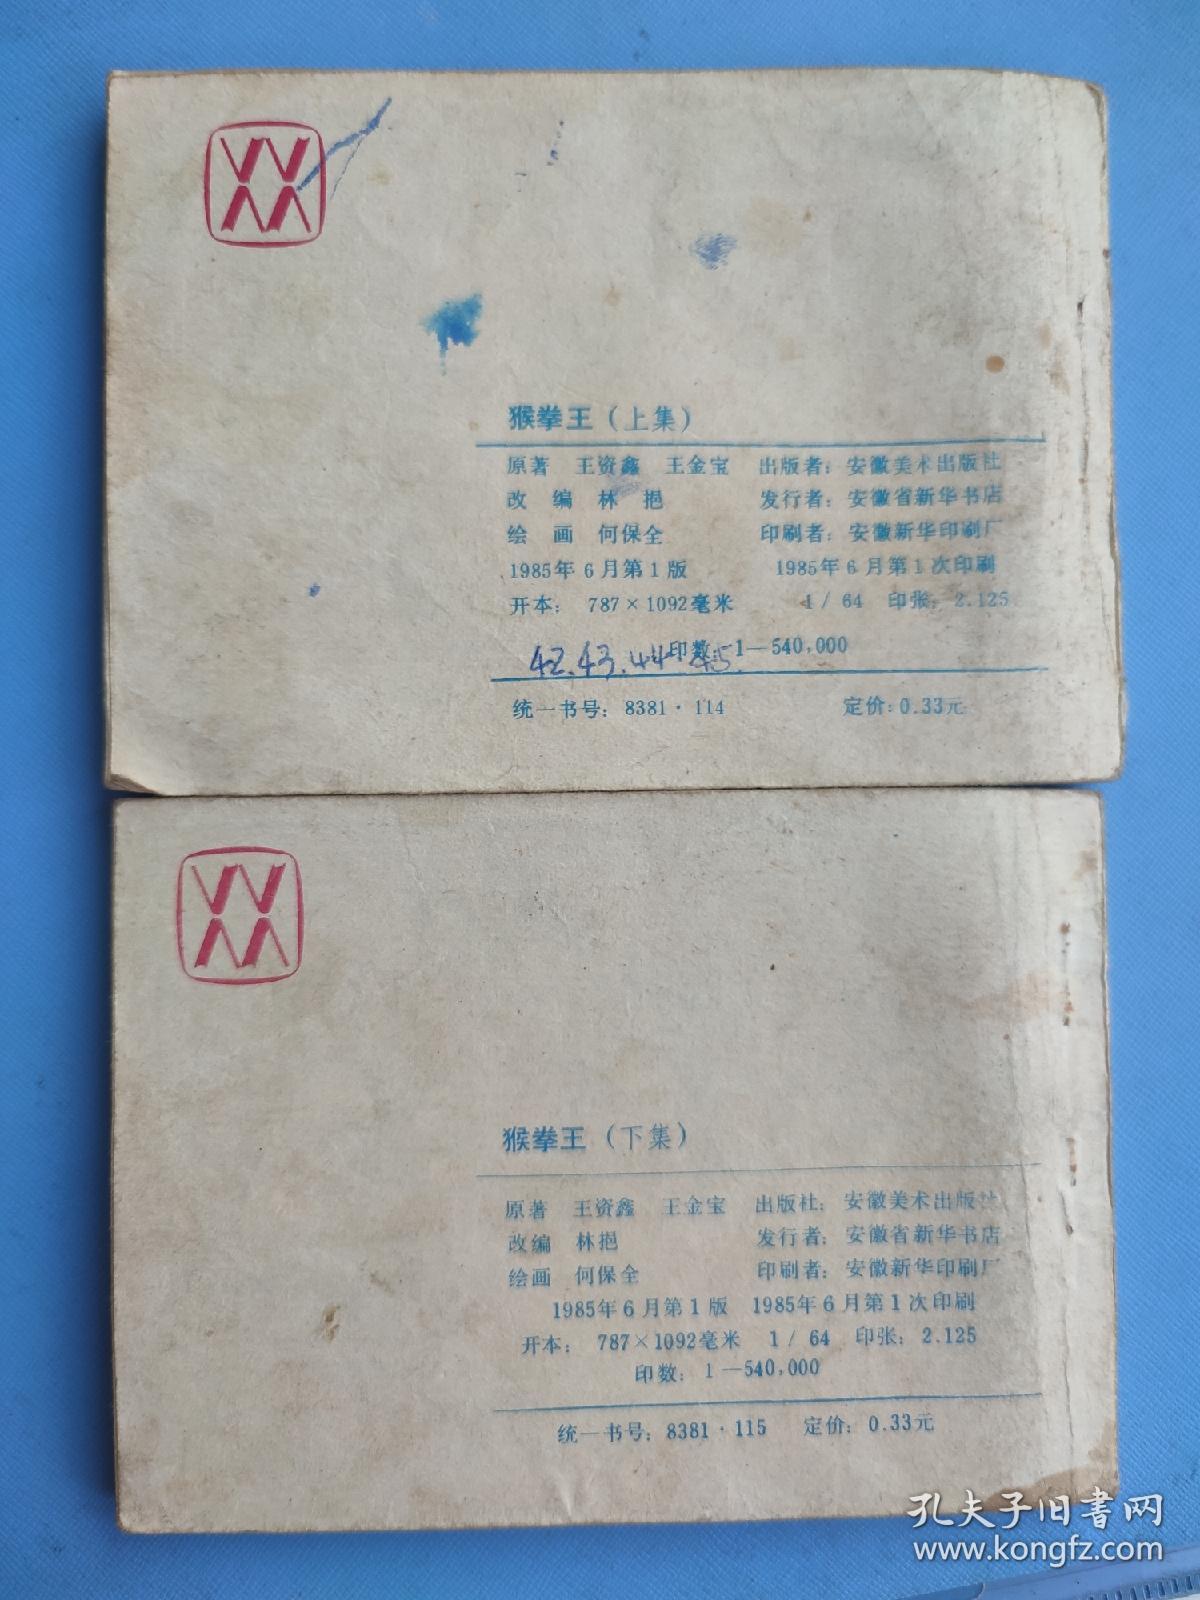 猴拳王（上集）
原著 王资鑫 王金宝 出版者：安徽美术出版社
改 编 林 挹 发行者：安徽省新华书店
绘 画 何保全 印刷者：安徽新华印刷厂
1985年6月第1版 1985年6月第1次印刷
开本： 787×1092毫米 1/64 印张：2.125
印数：1—540,000
42.43.44.45.
统一书号：8381·114 定价：0.33元
猴拳王（下集）
原著 王资鑫 王金宝 出版社：安徽美术出版社
改编 林挹 发行者：安徽省新华书店
绘画 何保全 印刷者：安徽新华印刷厂
1985年6月第1版 1985年6月第1次印刷
开本： 787×1092毫米 1/64 印张：2.125
印数：1—540,000
统一书号：8381·115 定价：0.33元
孔夫子旧书网
www.kongfz.com